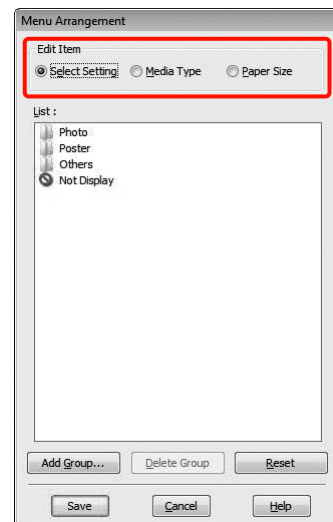 Menu Arrangement
Edit Item
Select Setting Media Type Paper Size
List :
Photo
Poster
Others
Not Display
Add Group... Delete Group Reset
Save Cancel Help